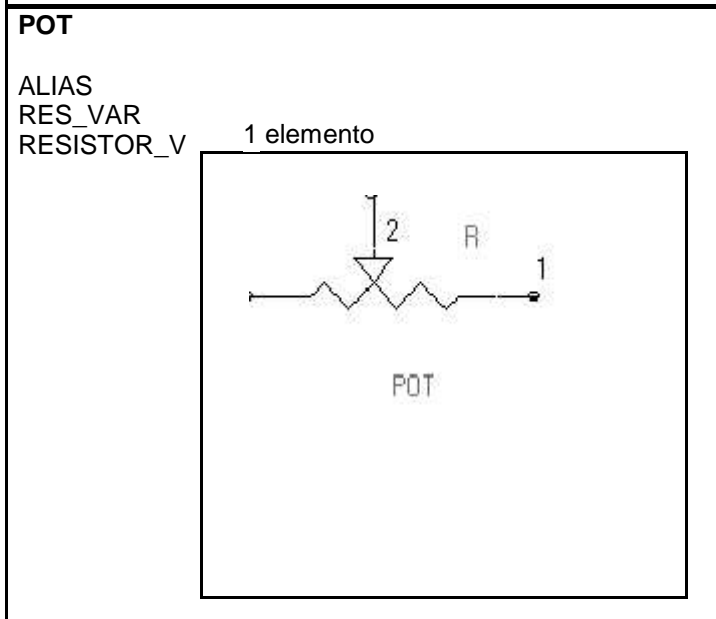 POT
ALIAS
RES_VAR
RESISTOR_V
1 elemento
2
R
1
POT